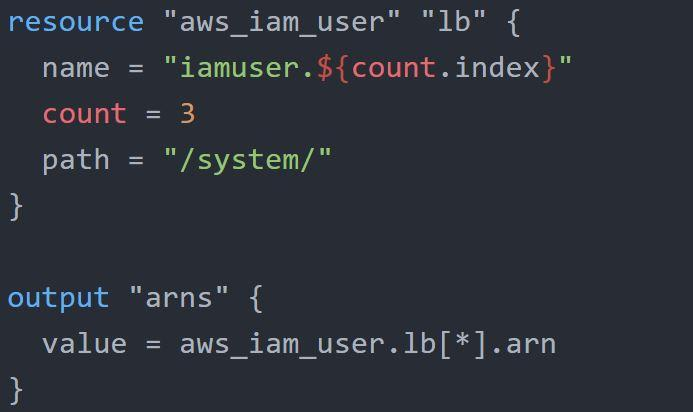 resource "aws_iam_user" "lb" {
  name = "iamuser.${count.index}"
  count = 3
  path = "/system/"
}

output "arns" {
  value = aws_iam_user.lb[*].arn
}